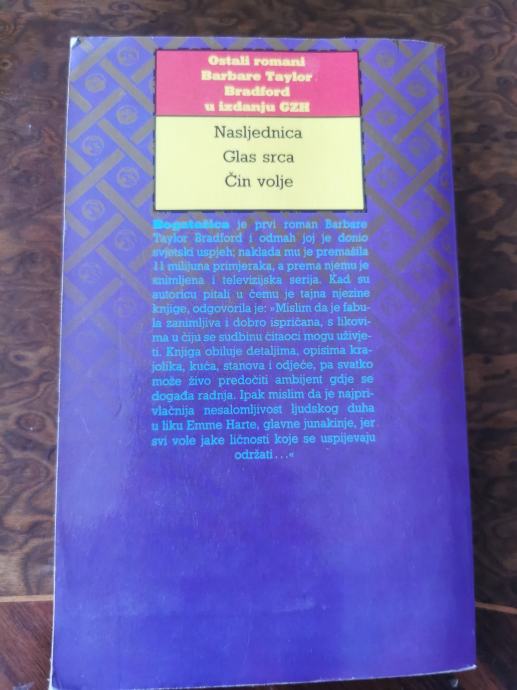 Ostali romani
Barbare Taylor
Bradford
u izdanju GZH
Nasljednica
Glas srca
Čin volje
Bogatašica je prvi roman Barbare
Taylor Bradford i odmah joj je donio
svjetski uspjeh; naklada mu je premašila
11 milijuna primjeraka, a prema njemu je
snimljena i televizijska serija. Kad su
autoricu pitali u čemu je tajna njezine
knjige, odgovorila je: »Mislim da je fabu-
la zanimljiva i dobro ispričana, s likovi-
ma u čiju se sudbinu čitaoci mogu uživje-
ti. Knjiga obiluje detaljima, opisima kra-
jolika, kuća, stanova i odjeće, pa svatko
može živo predočiti ambijent gdje se
događa radnja. Ipak mislim da je najpri-
vlačnija nesalomljivost ljudskog duha
u liku Emme Harte, glavne junakinje, jer
svi vole jake ličnosti koje se uspijevaju
održati...«